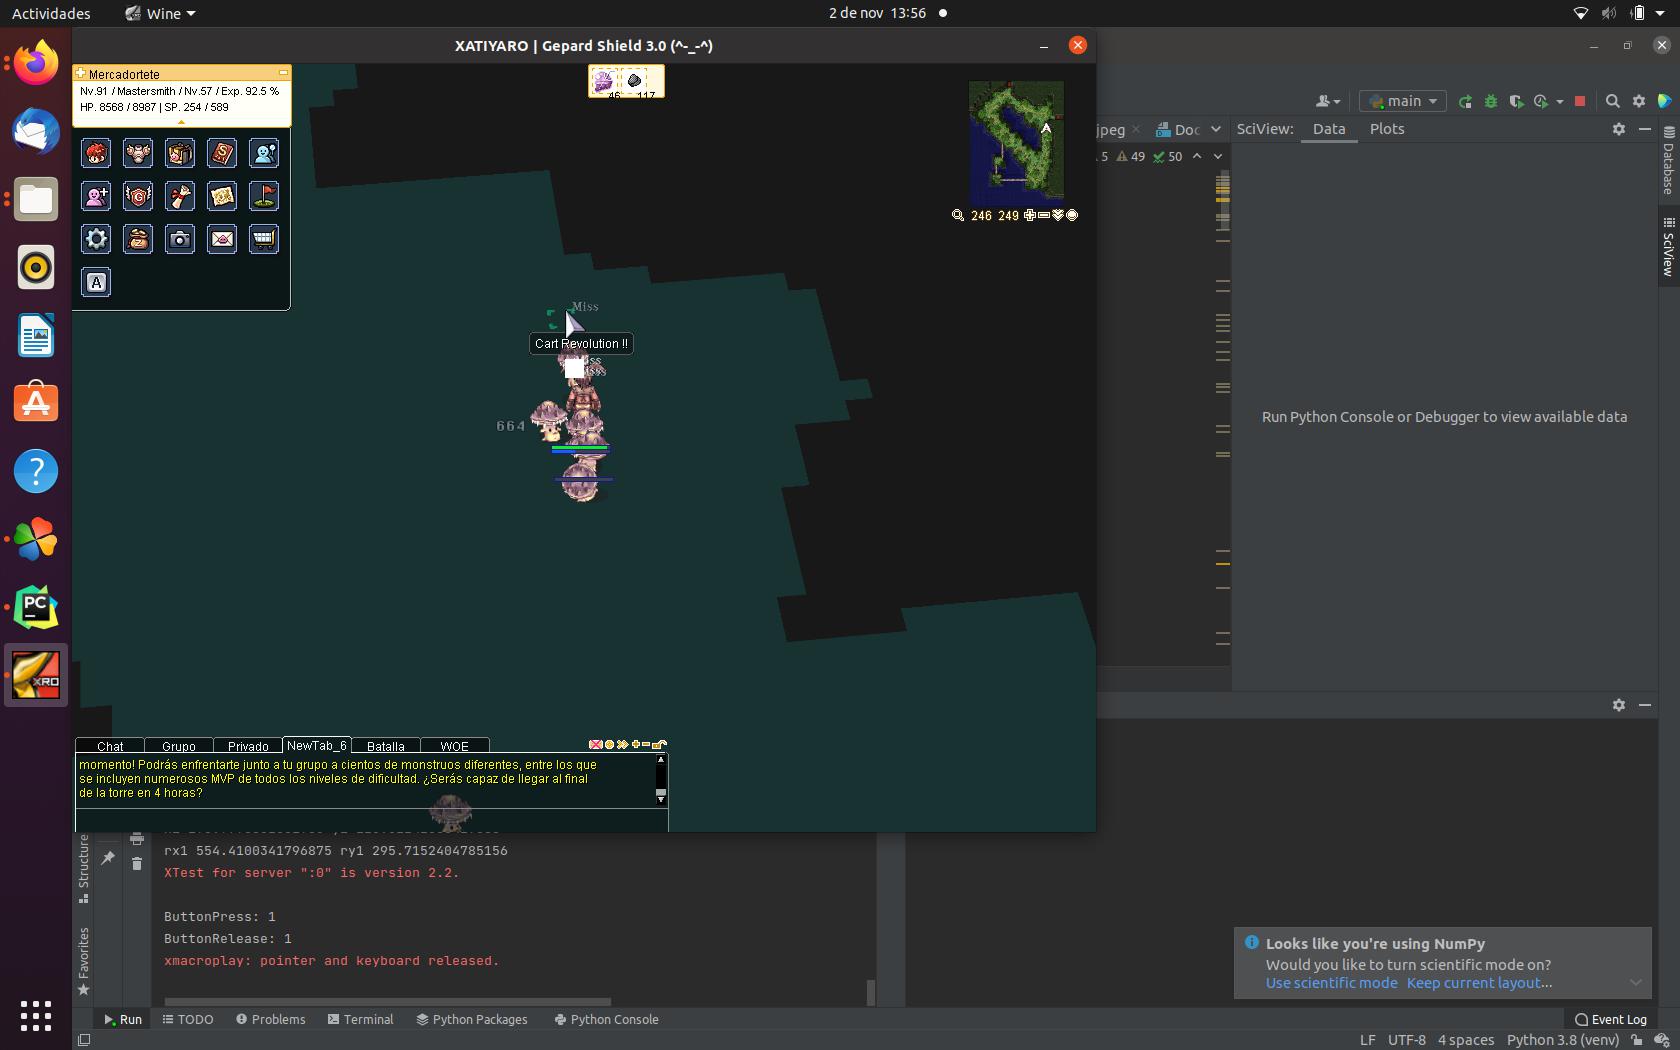 Actividades
Wine
2 de nov 13:56
XATIYARO | Gepard Shield 3.0 (^-_-^)
Mercadortete
Nv.91 / Mastersmith / Nv.57 / Exp. 92.5 %
HP. 8568 / 8987 | SP. 254 / 589
46 117
A
246 249
Miss
Cart Revolution !!
664
Chat Grupo Privado NewTab_6 Batalla WOE
momento! Podrás enfrentarte junto a tu grupo a cientos de monstruos diferentes, entre los que
se incluyen numerosos MVP de todos los niveles de dificultad. ¿Serás capaz de llegar al final
de la torre en 4 horas?
main
jpeg
Doc
SciView: Data Plots
5 49 50
Database
SciView
Run Python Console or Debugger to view available data
rx1 554.4100341796875 ry1 295.7152404785156
XTest for server ":0" is version 2.2.
ButtonPress: 1
ButtonRelease: 1
xmacroplay: pointer and keyboard released.
Structure
Favorites
Looks like you're using NumPy
Would you like to turn scientific mode on?
Use scientific mode Keep current layout...
Run TODO Problems Terminal Python Packages Python Console
Event Log
LF UTF-8 4 spaces Python 3.8 (venv)
PC
XRO